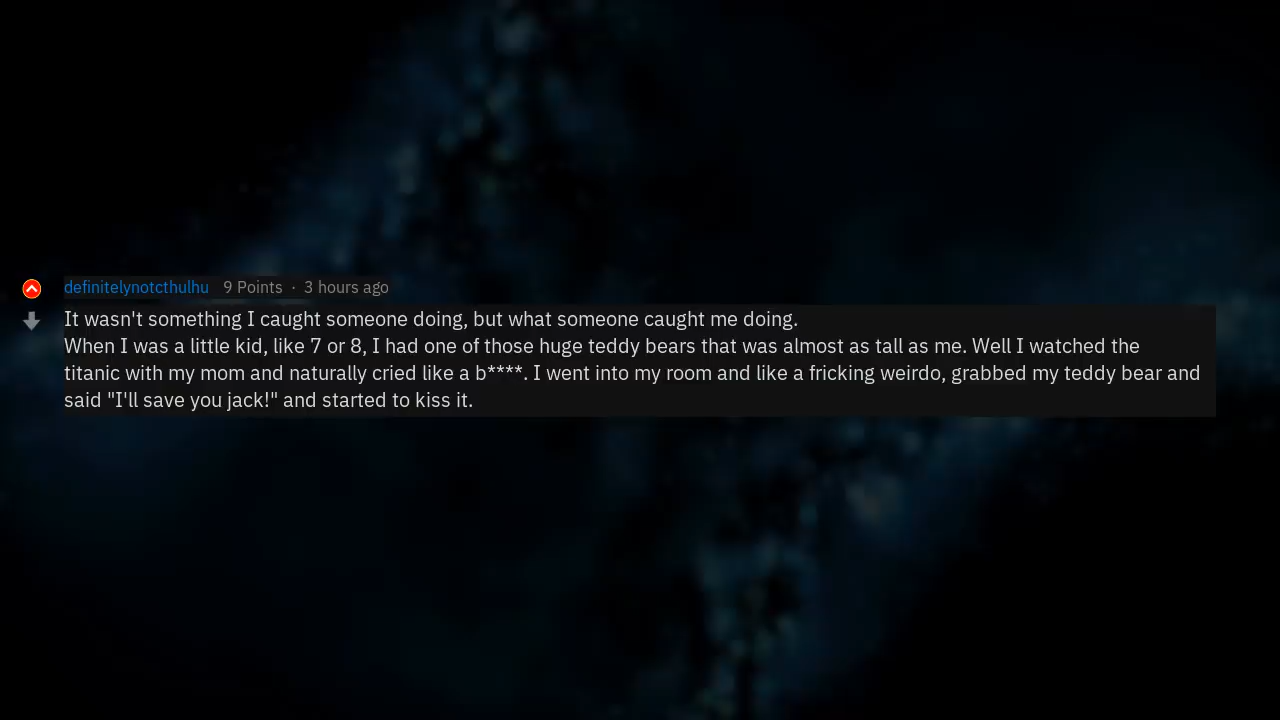 definitelynotcthulhu 9 Points · 3 hours ago
It wasn't something I caught someone doing, but what someone caught me doing.
When I was a little kid, like 7 or 8, I had one of those huge teddy bears that was almost as tall as me. Well I watched the
titanic with my mom and naturally cried like a b****. I went into my room and like a fricking weirdo, grabbed my teddy bear and
said "I'll save you jack!" and started to kiss it.